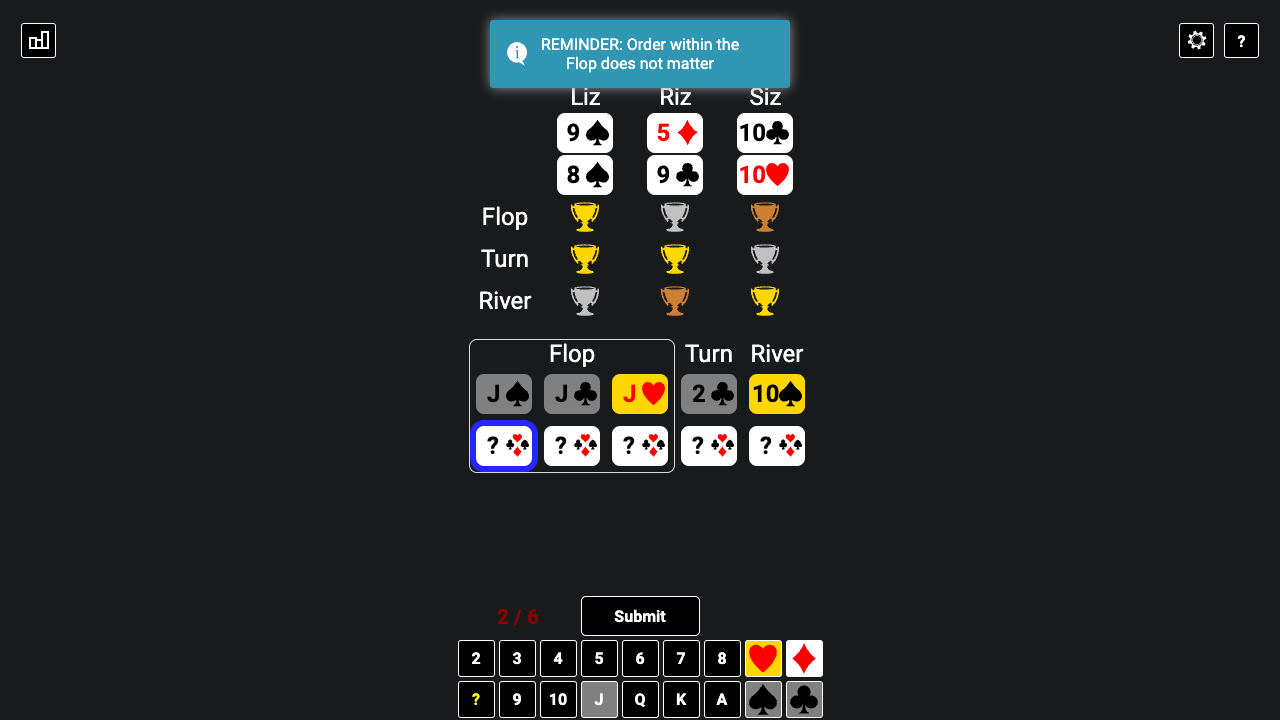 REMINDER: Order within the
Flop does not matter
?
Liz Riz Siz
9 5 10
8 9 10
Flop
Turn
River
Flop Turn River
J J J 2 10
? ? ? ? ?
2 / 6 Submit
2 3 4 5 6 7 8
? 9 10 J Q K A